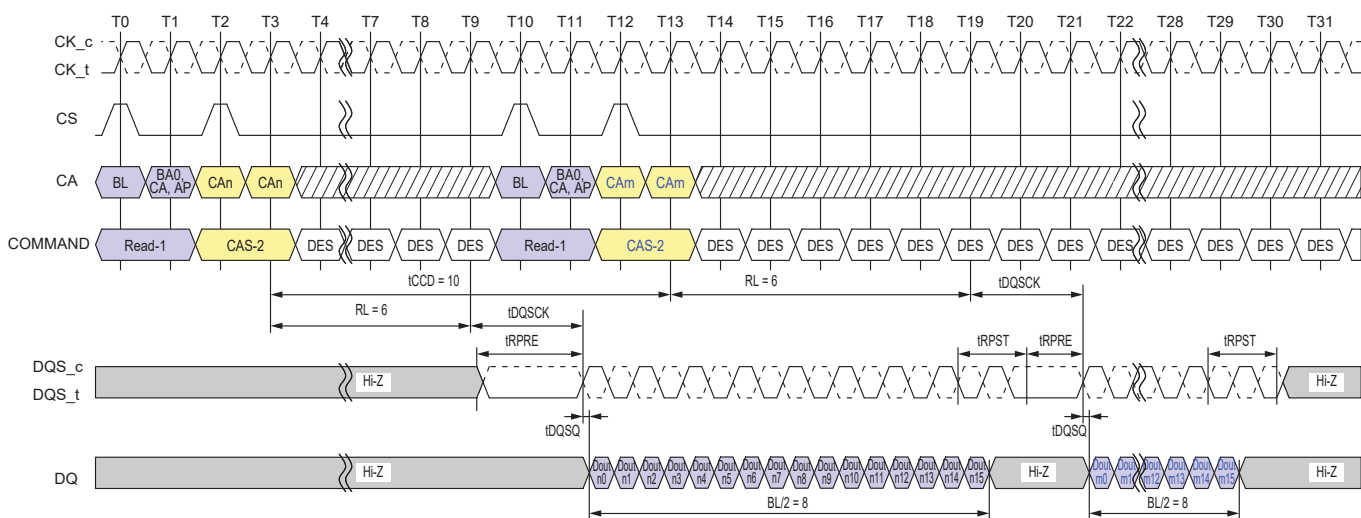 T0 T1 T2 T3 T4 T7 T8 T9 T10 T11 T12 T13 T14 T15 T16 T17 T18 T19 T20 T21 T22 T28 T29 T30 T31
CK_c
CK_t
CS
CA BL BA0, CA, AP CAn CAn BL BA0, CA, AP CAm CAm
COMMAND Read-1 CAS-2 DES DES DES DES Read-1 CAS-2 DES DES DES DES DES DES DES DES DES DES DES DES DES
tCCD = 10 RL = 6 tDQSCK
RL = 6 tDQSCK
tRPRE tRPST tRPRE tRPST
DQS_c
DQS_t
Hi-Z Hi-Z
tDQSQ tDQSQ
DQ Hi-Z Dout n0 Dout n1 Dout n2 Dout n3 Dout n4 Dout n5 Dout n6 Dout n7 Dout n8 Dout n9 Dout n10 Dout n11 Dout n12 Dout n13 Dout n14 Dout n15 Hi-Z Dout m0 Dout m1 Dout m12 Dout m13 Dout m14 Dout m15 Hi-Z
BL/2 = 8 BL/2 = 8